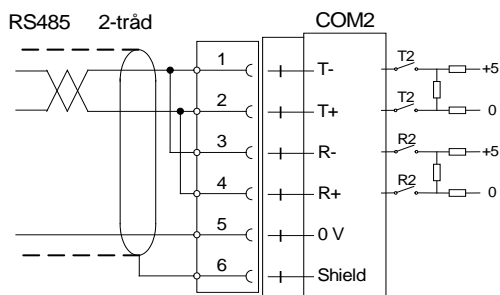 RS485 2-tråd COM2
1 T- T2 +5
2 T+ T2 0
3 R- R2 +5
4 R+ R2 0
5 0 V
6 Shield